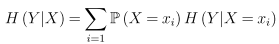 H (Y|X) = ∑_{i=1} ℙ (X = x_i) H (Y|X = x_i)